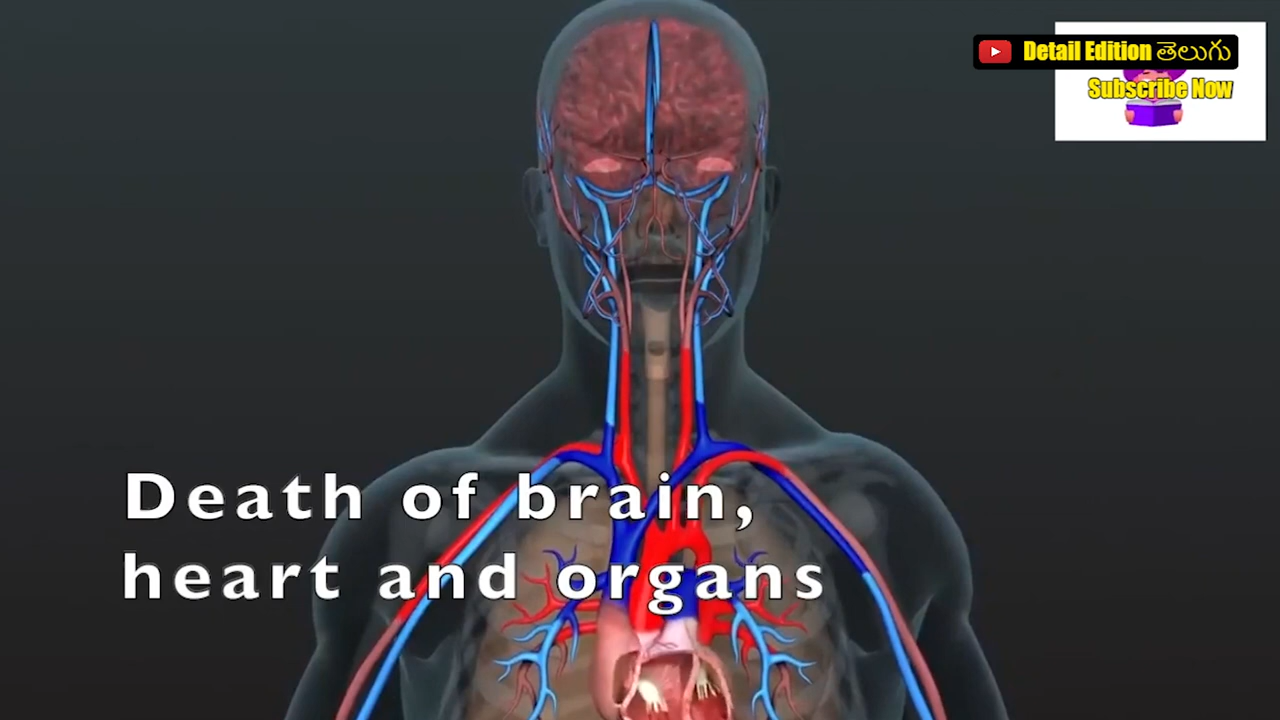 Detail Edition తెలుగు
Subscribe Now
Death of brain,
heart and organs